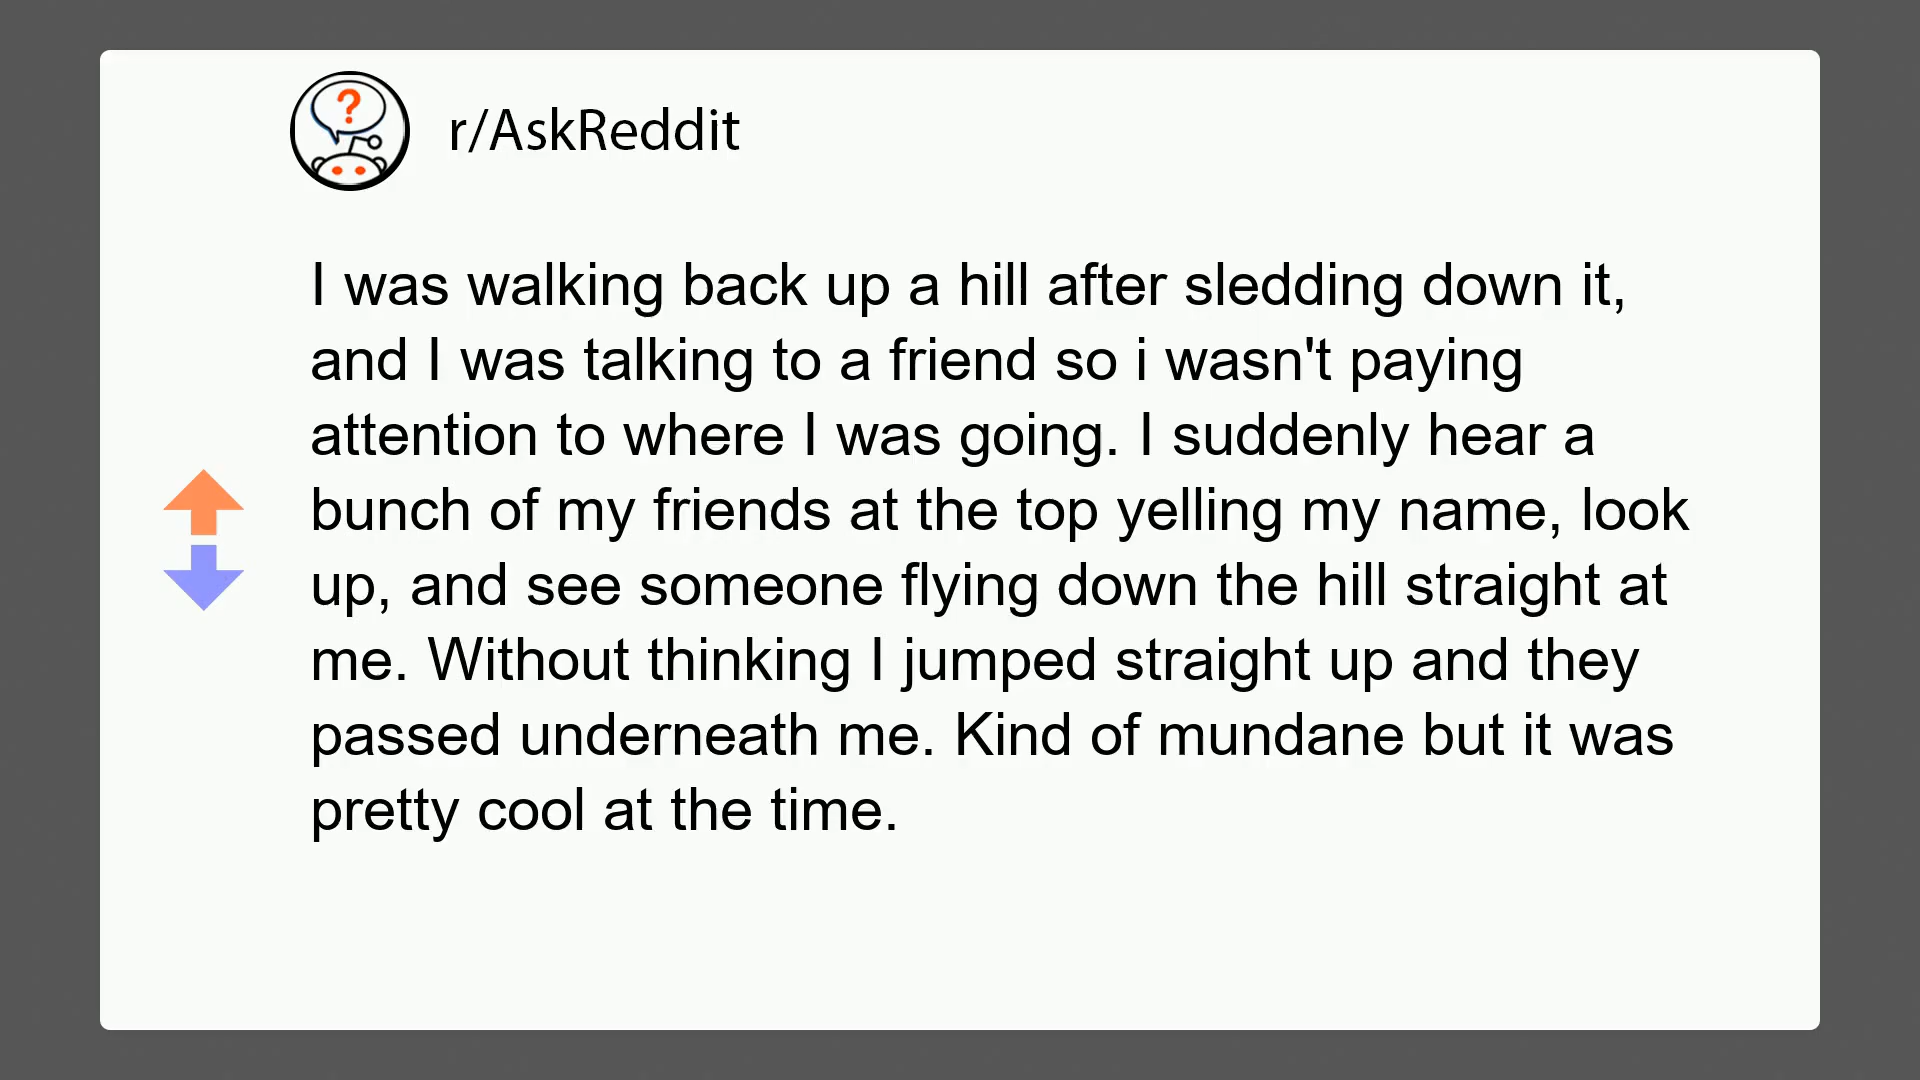 ?
r/AskReddit
I was walking back up a hill after sledding down it,
and I was talking to a friend so i wasn't paying
attention to where I was going. I suddenly hear a
bunch of my friends at the top yelling my name, look
up, and see someone flying down the hill straight at
me. Without thinking I jumped straight up and they
passed underneath me. Kind of mundane but it was
pretty cool at the time.